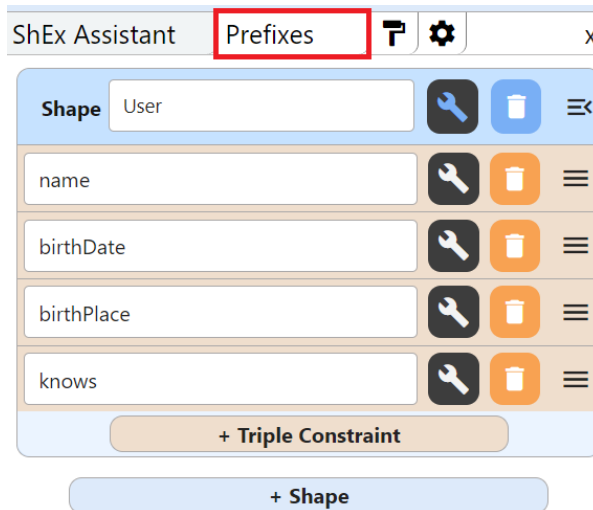 ShEx Assistant Prefixes x
Shape User
name
birthDate
birthPlace
knows
+ Triple Constraint
+ Shape